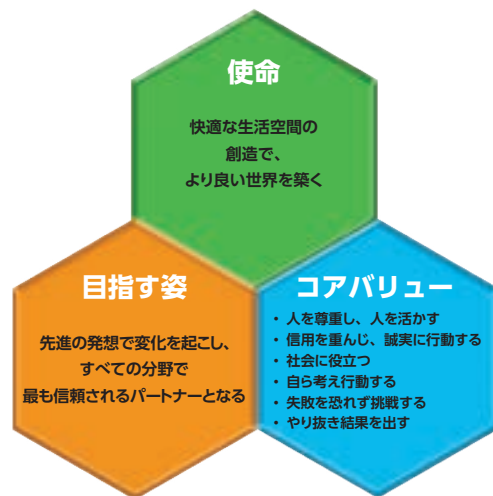 使命
快適な生活空間の
創造で、
より良い世界を築く
目指す姿
先進の発想で変化を起こし、
すべての分野で
最も信頼されるパートナーとなる
コアバリュー
・ 人を尊重し、人を活かす
・ 信用を重んじ、誠実に行動する
・ 社会に役立つ
・ 自ら考え行動する
・ 失敗を恐れず挑戦する
・ やり抜き結果を出す